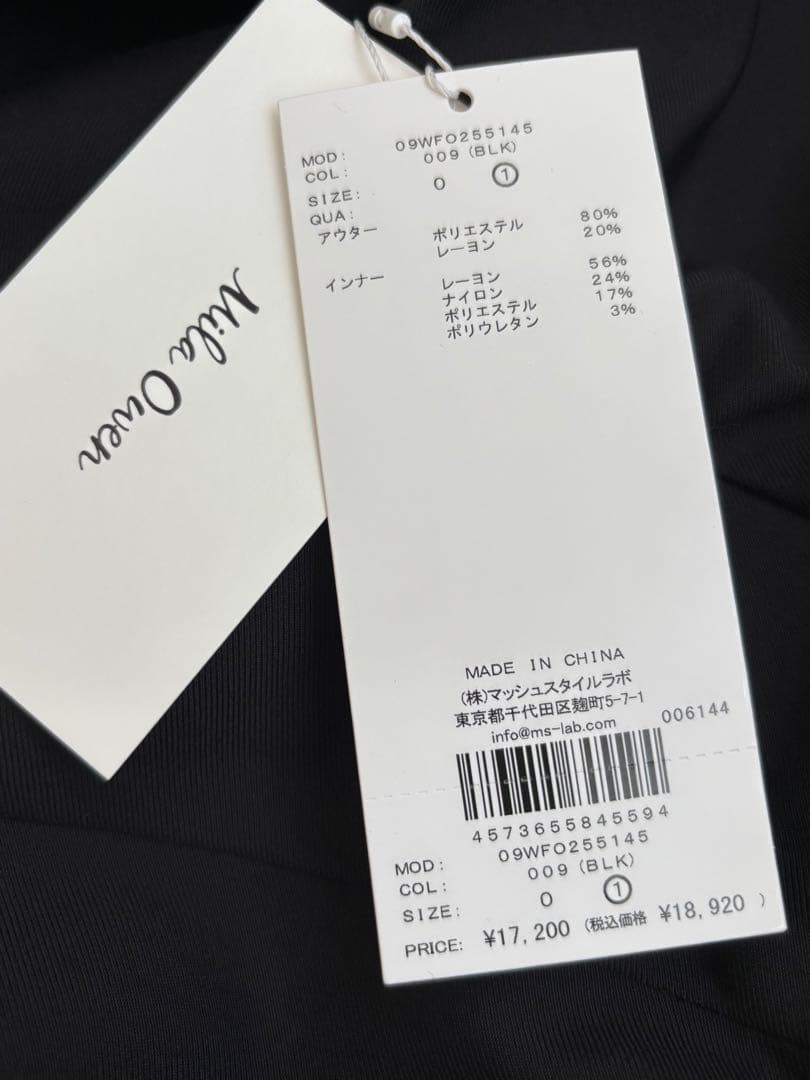 Mila Owen
MOD: 09WFO255145
COL: 009 (BLK)
SIZE: 0 ①
QUA:
アウター ポリエステル 80%
レーヨン 20%
インナー レーヨン 56%
ナイロン 24%
ポリエステル 17%
ポリウレタン 3%
MADE IN CHINA
(株)マッシュスタイルラボ
東京都千代田区麹町5-7-1
info@ms-lab.com 006144
4573655845594
MOD: 09WFO255145
COL: 009 (BLK)
SIZE: 0 ①
PRICE: ¥17,200 (税込価格 ¥18,920 )